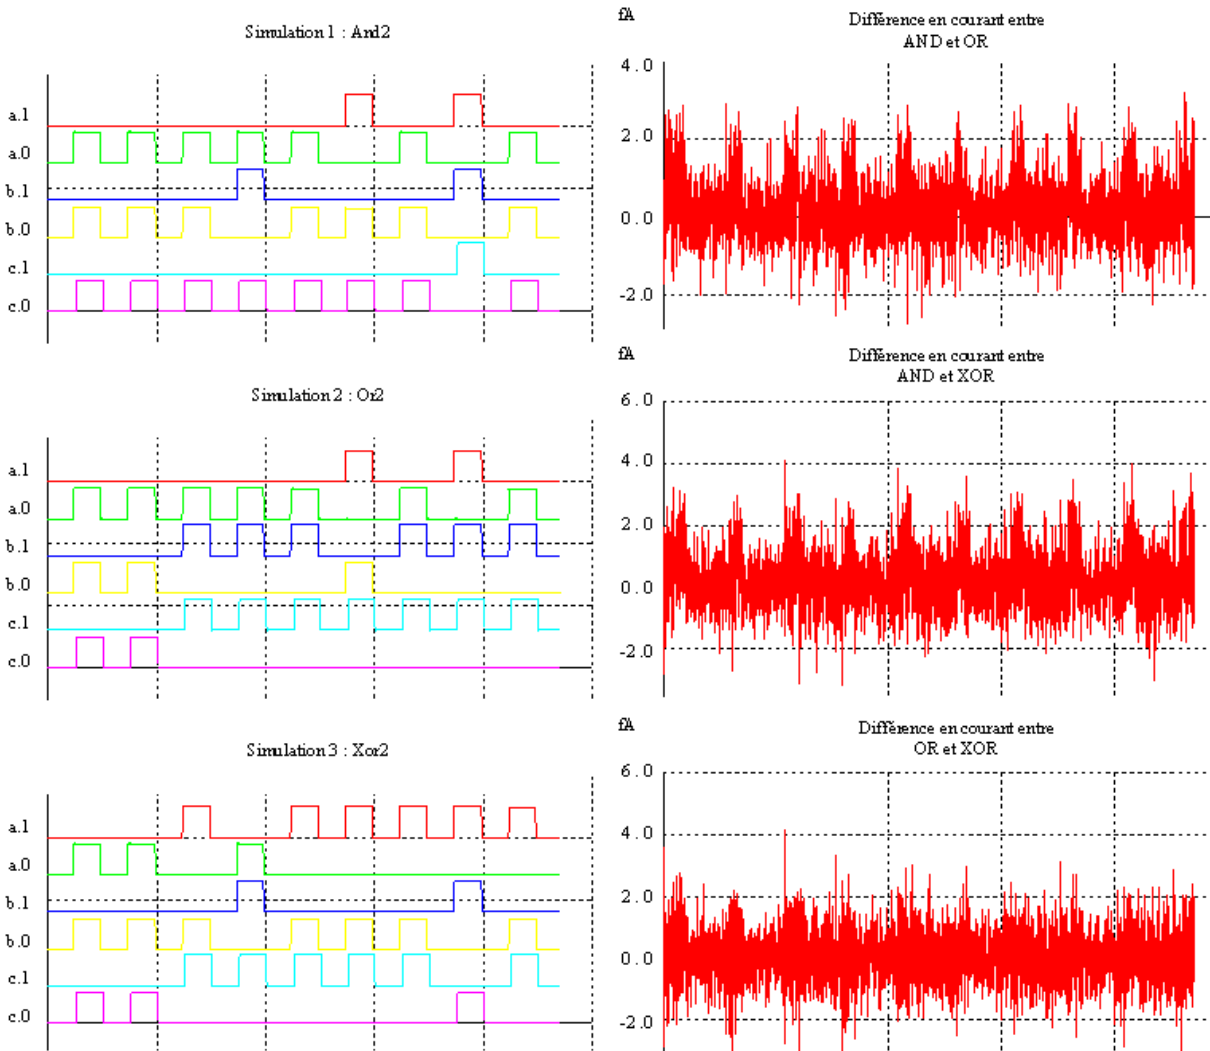 Simulation 1 : And2
a.1
a.0
b.1
b.0
c.1
c.0
fA
Différence en courant entre
AND et OR
4.0
2.0
0.0
-2.0
Simulation 2 : Or2
a.1
a.0
b.1
b.0
c.1
c.0
fA
Différence en courant entre
AND et XOR
6.0
4.0
2.0
0.0
-2.0
Simulation 3 : Xor2
a.1
a.0
b.1
b.0
c.1
c.0
fA
Différence en courant entre
OR et XOR
6.0
4.0
2.0
0.0
-2.0